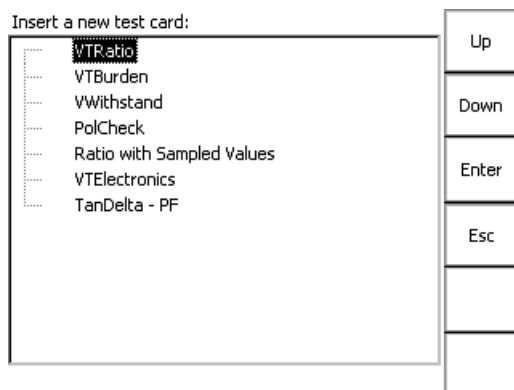 Insert a new test card:
VTRatio
VTBurden
VWithstand
PolCheck
Ratio with Sampled Values
VTElectronics
TanDelta - PF
Up
Down
Enter
Esc